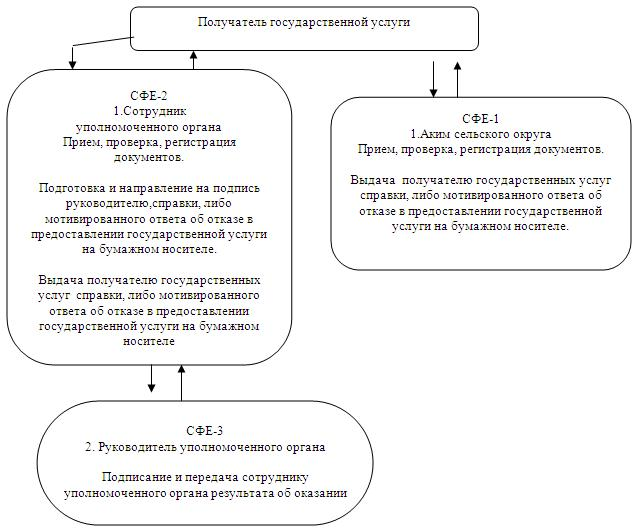 Получатель государственной услуги
СФЕ-2
1.Сотрудник
уполномоченного органа
Прием, проверка, регистрация
документов.
Подготовка и направление на подпись
руководителю,справки, либо
мотивированного ответа об отказе в
предоставлении государственной услуги
на бумажном носителе.
Выдача получателю государственных
услуг справки, либо мотивированного
ответа об отказе в предоставлении
государственной услуги на бумажном
носителе
СФЕ-1
1.Аким сельского округа
Прием, проверка, регистрация документов.
Выдача получателю государственных услуг
справки, либо мотивированного ответа об
отказе в предоставлении государственной
услуги на бумажном носителе.
СФЕ-3
2. Руководитель уполномоченного органа
Подписание и передача сотруднику
уполномоченного органа результата об оказании